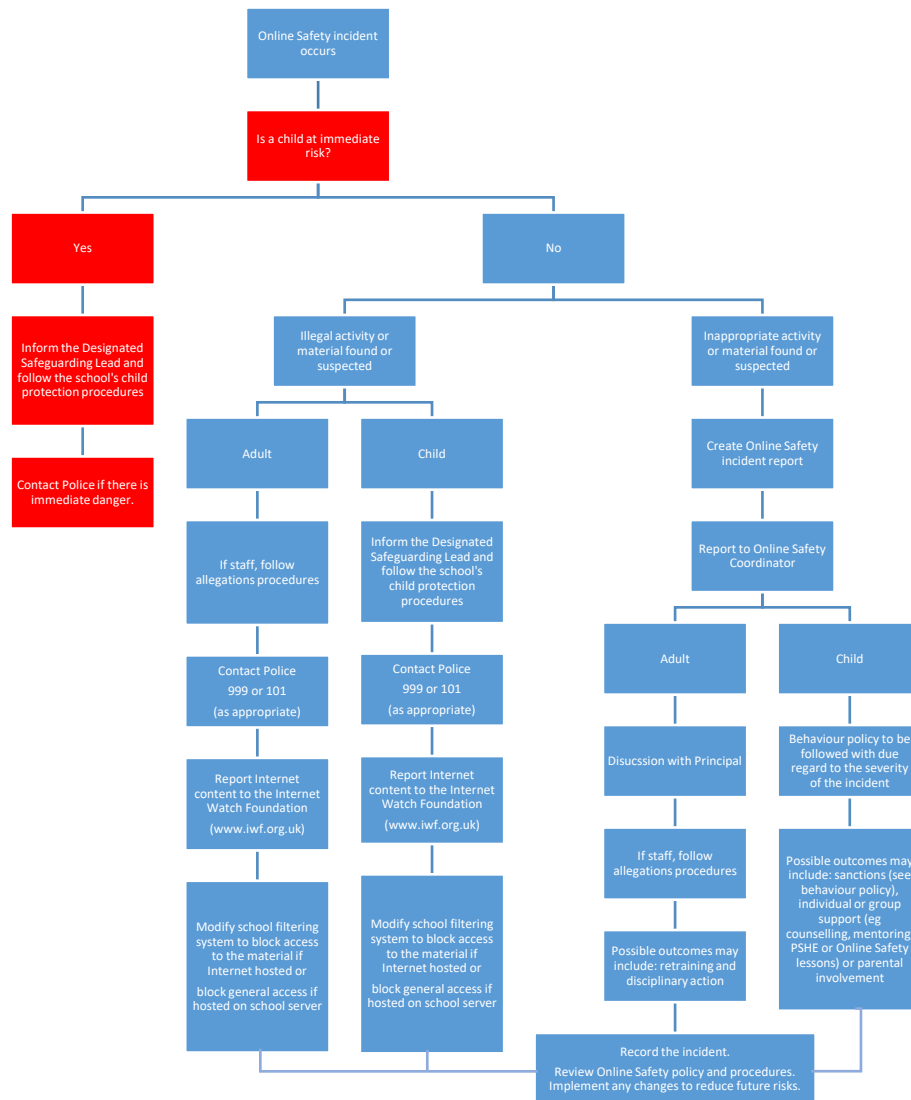 Online Safety incident
occurs
Is a child at immediate
risk?
Yes
No
Inform the Designated
Safeguarding Lead and
follow the school's child
protection procedures
Contact Police if there is
immediate danger.
Illegal activity or
material found or
suspected
Adult
If staff, follow
allegations procedures
Contact Police
999 or 101
(as appropriate)
Report Internet
content to the Internet
Watch Foundation
(www.iwf.org.uk)
Modify school filtering
system to block access
to the material if
Internet hosted or
block general access if
hosted on school server
Child
Inform the Designated
Safeguarding Lead and
follow the school's
child protection
procedures
Contact Police
999 or 101
(as appropriate)
Report Internet
content to the Internet
Watch Foundation
(www.iwf.org.uk)
Modify school filtering
system to block access
to the material if
Internet hosted or
block general access if
hosted on school server
Inappropriate activity
or material found or
suspected
Create Online Safety
incident report
Report to Online Safety
Coordinator
Adult
Disucssion with Principal
If staff, follow
allegations procedures
Possible outcomes may
include: retraining and
disciplinary action
Child
Behaviour policy to be
followed with due
regard to the severity
of the incident
Possible outcomes may
include: sanctions (see
behaviour policy),
individual or group
support (eg
counselling, mentoring,
PSHE or Online Safety
lessons) or parental
involvement
Record the incident.
Review Online Safety policy and procedures.
Implement any changes to reduce future risks.